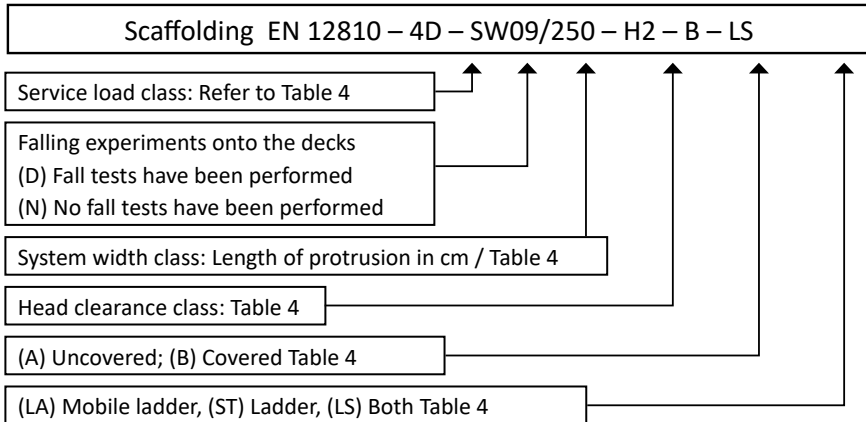 Scaffolding EN 12810 – 4D – SW09/250 – H2 – B – LS
Service load class: Refer to Table 4
Falling experiments onto the decks
(D) Fall tests have been performed
(N) No fall tests have been performed
System width class: Length of protrusion in cm / Table 4
Head clearance class: Table 4
(A) Uncovered; (B) Covered Table 4
(LA) Mobile ladder, (ST) Ladder, (LS) Both Table 4